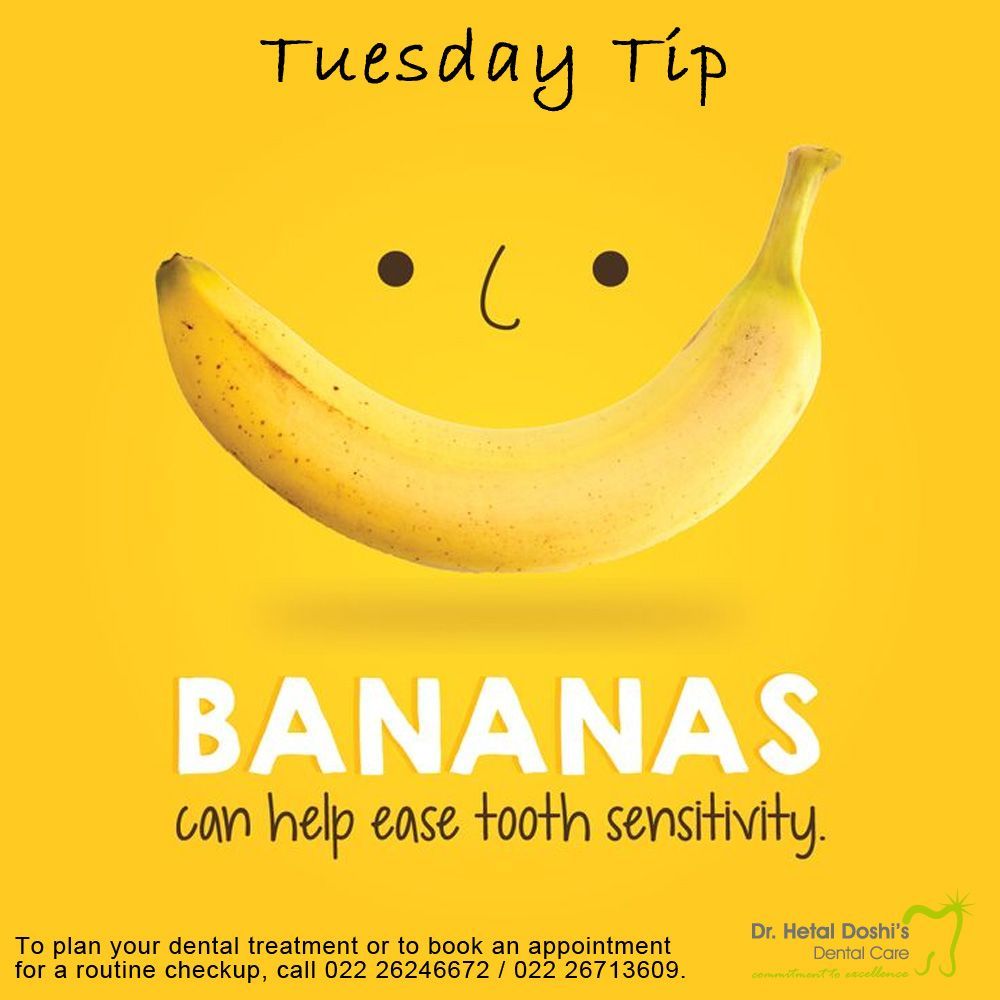 Tuesday Tip
BANANAS
can help ease tooth sensitivity.
To plan your dental treatment or to book an appointment
for a routine checkup, call 022 26246672 / 022 26713609.
Dr. Hetal Doshi's
Dental Care
commitment to excellence